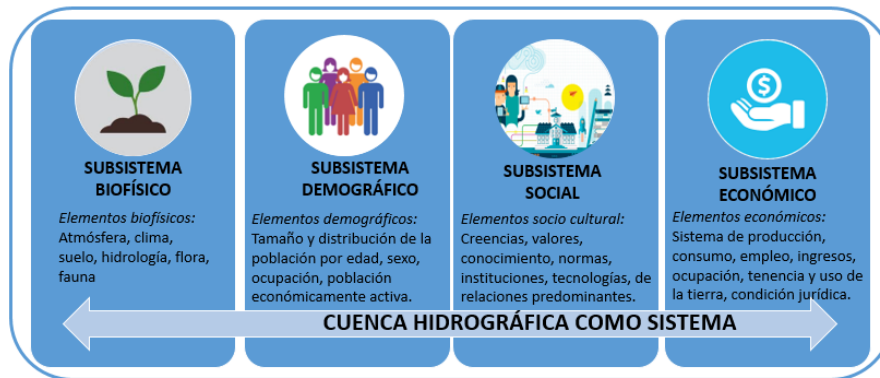 SUBSISTEMA
BIOFÍSICO
Elementos biofísicos:
Atmósfera, clima,
suelo, hidrología, flora,
fauna
SUBSISTEMA
DEMOGRÁFICO
Elementos demográficos:
Tamaño y distribución de la
población por edad, sexo,
ocupación, población
económicamente activa.
SUBSISTEMA
SOCIAL
Elementos socio cultural:
Creencias, valores,
conocimiento, normas,
instituciones, tecnologías, de
relaciones predominantes.
SUBSISTEMA
ECONÓMICO
Elementos económicos:
Sistema de producción,
consumo, empleo, ingresos,
ocupación, tenencia y uso de
la tierra, condición jurídica.
CUENCA HIDROGRÁFICA COMO SISTEMA